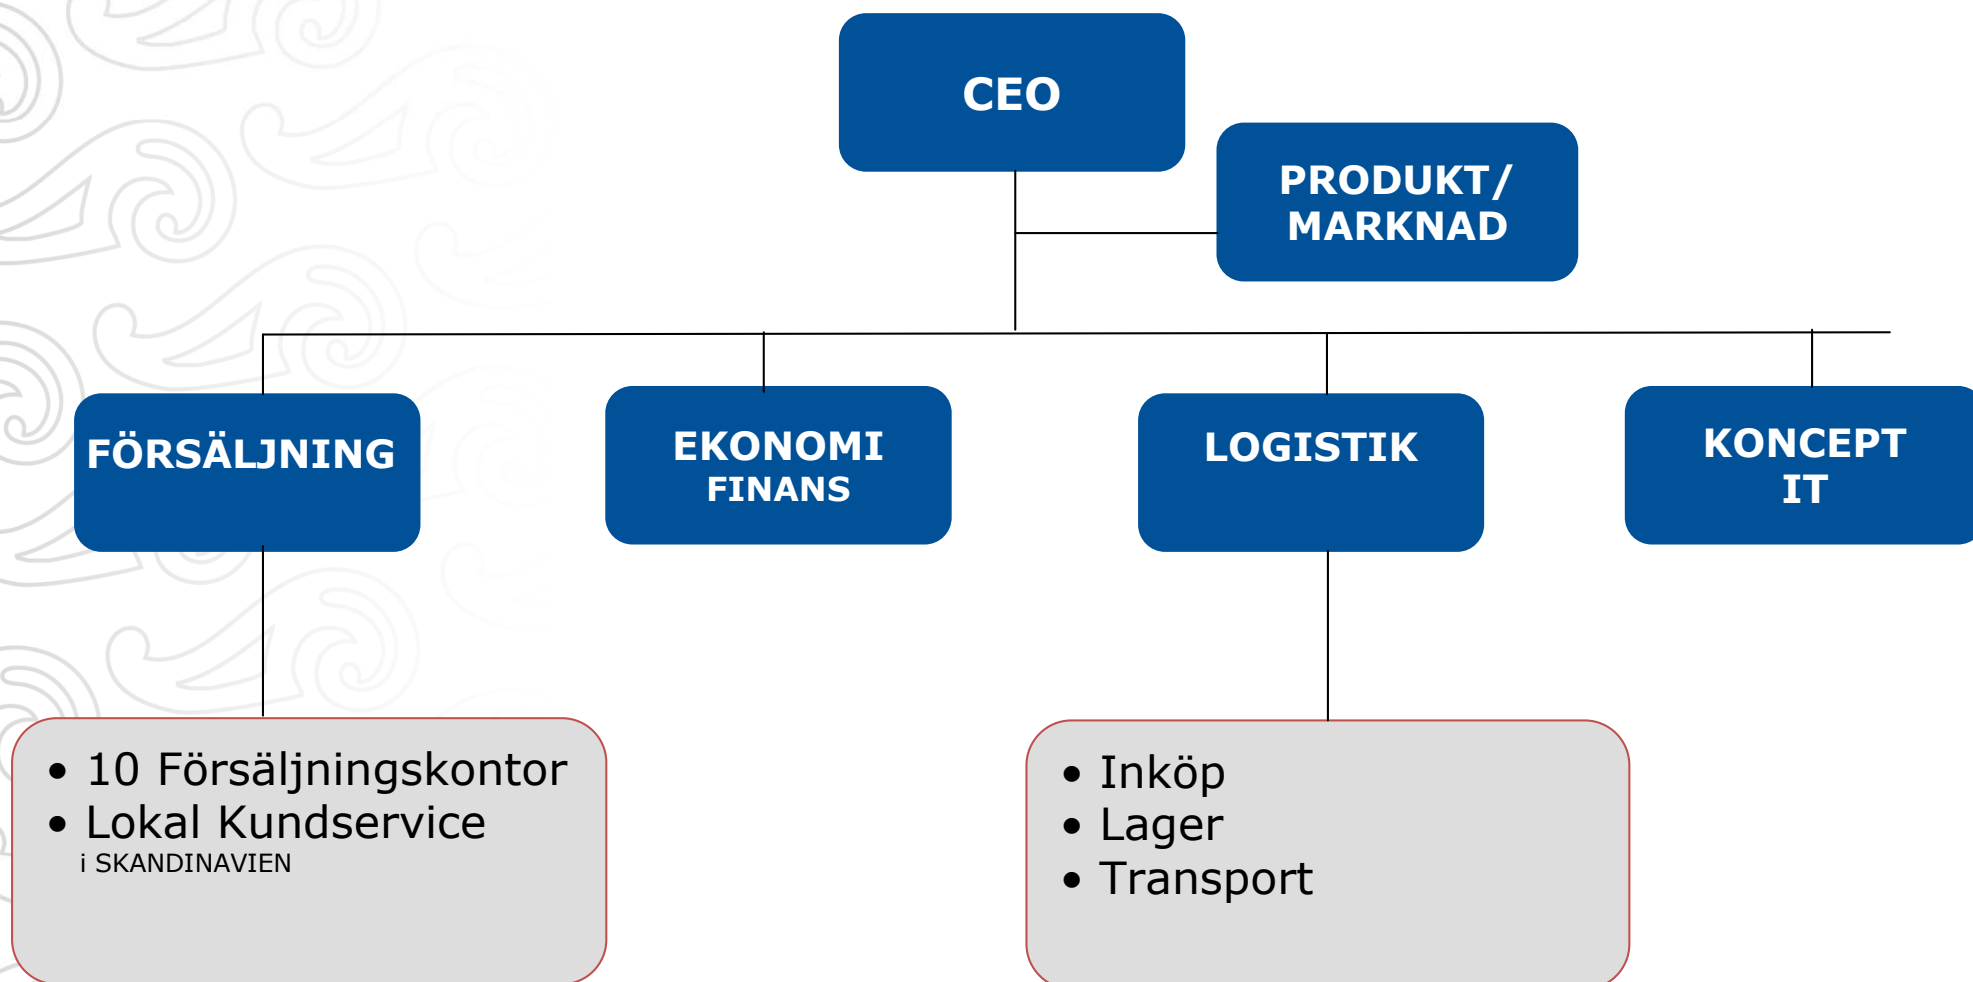 CEO
PRODUKT/
MARKNAD
FÖRSÄLJNING
EKONOMI
FINANS
LOGISTIK
KONCEPT
IT
• 10 Försäljningskontor
• Lokal Kundservice
i SKANDINAVIEN
• Inköp
• Lager
• Transport